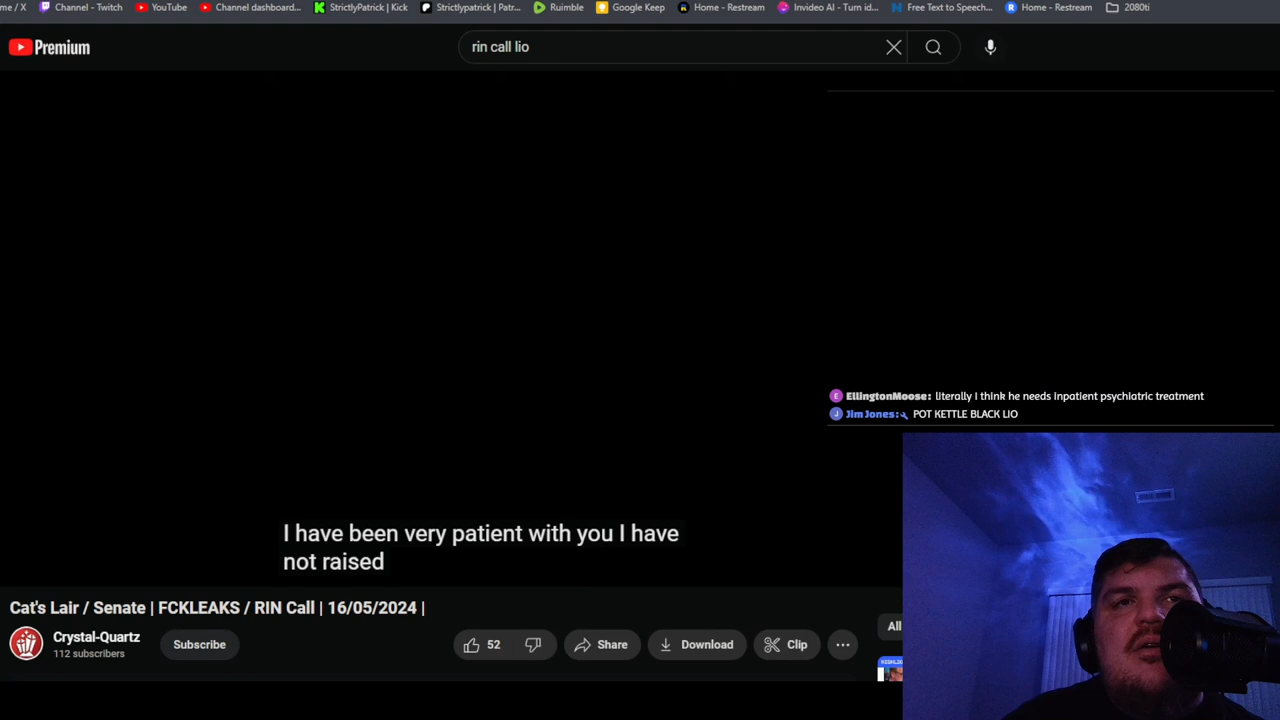 me / X Channel - Twitch YouTube Channel dashboard... StrictlyPatrick | Kick Strictlypatrick | Patr... Rumble Google Keep Home - Restream Invideo AI - Turn id... Free Text to Speech... Home - Restream 2080ti
Premium
rin call lio
EllingtonMoose: literally I think he needs inpatient psychiatric treatment
Jim Jones: POT KETTLE BLACK LIO
I have been very patient with you I have
not raised
Cat's Lair / Senate | FCKLEAKS / RIN Call | 16/05/2024 |
Crystal-Quartz
112 subscribers
Subscribe
52
Share
Download
Clip
All